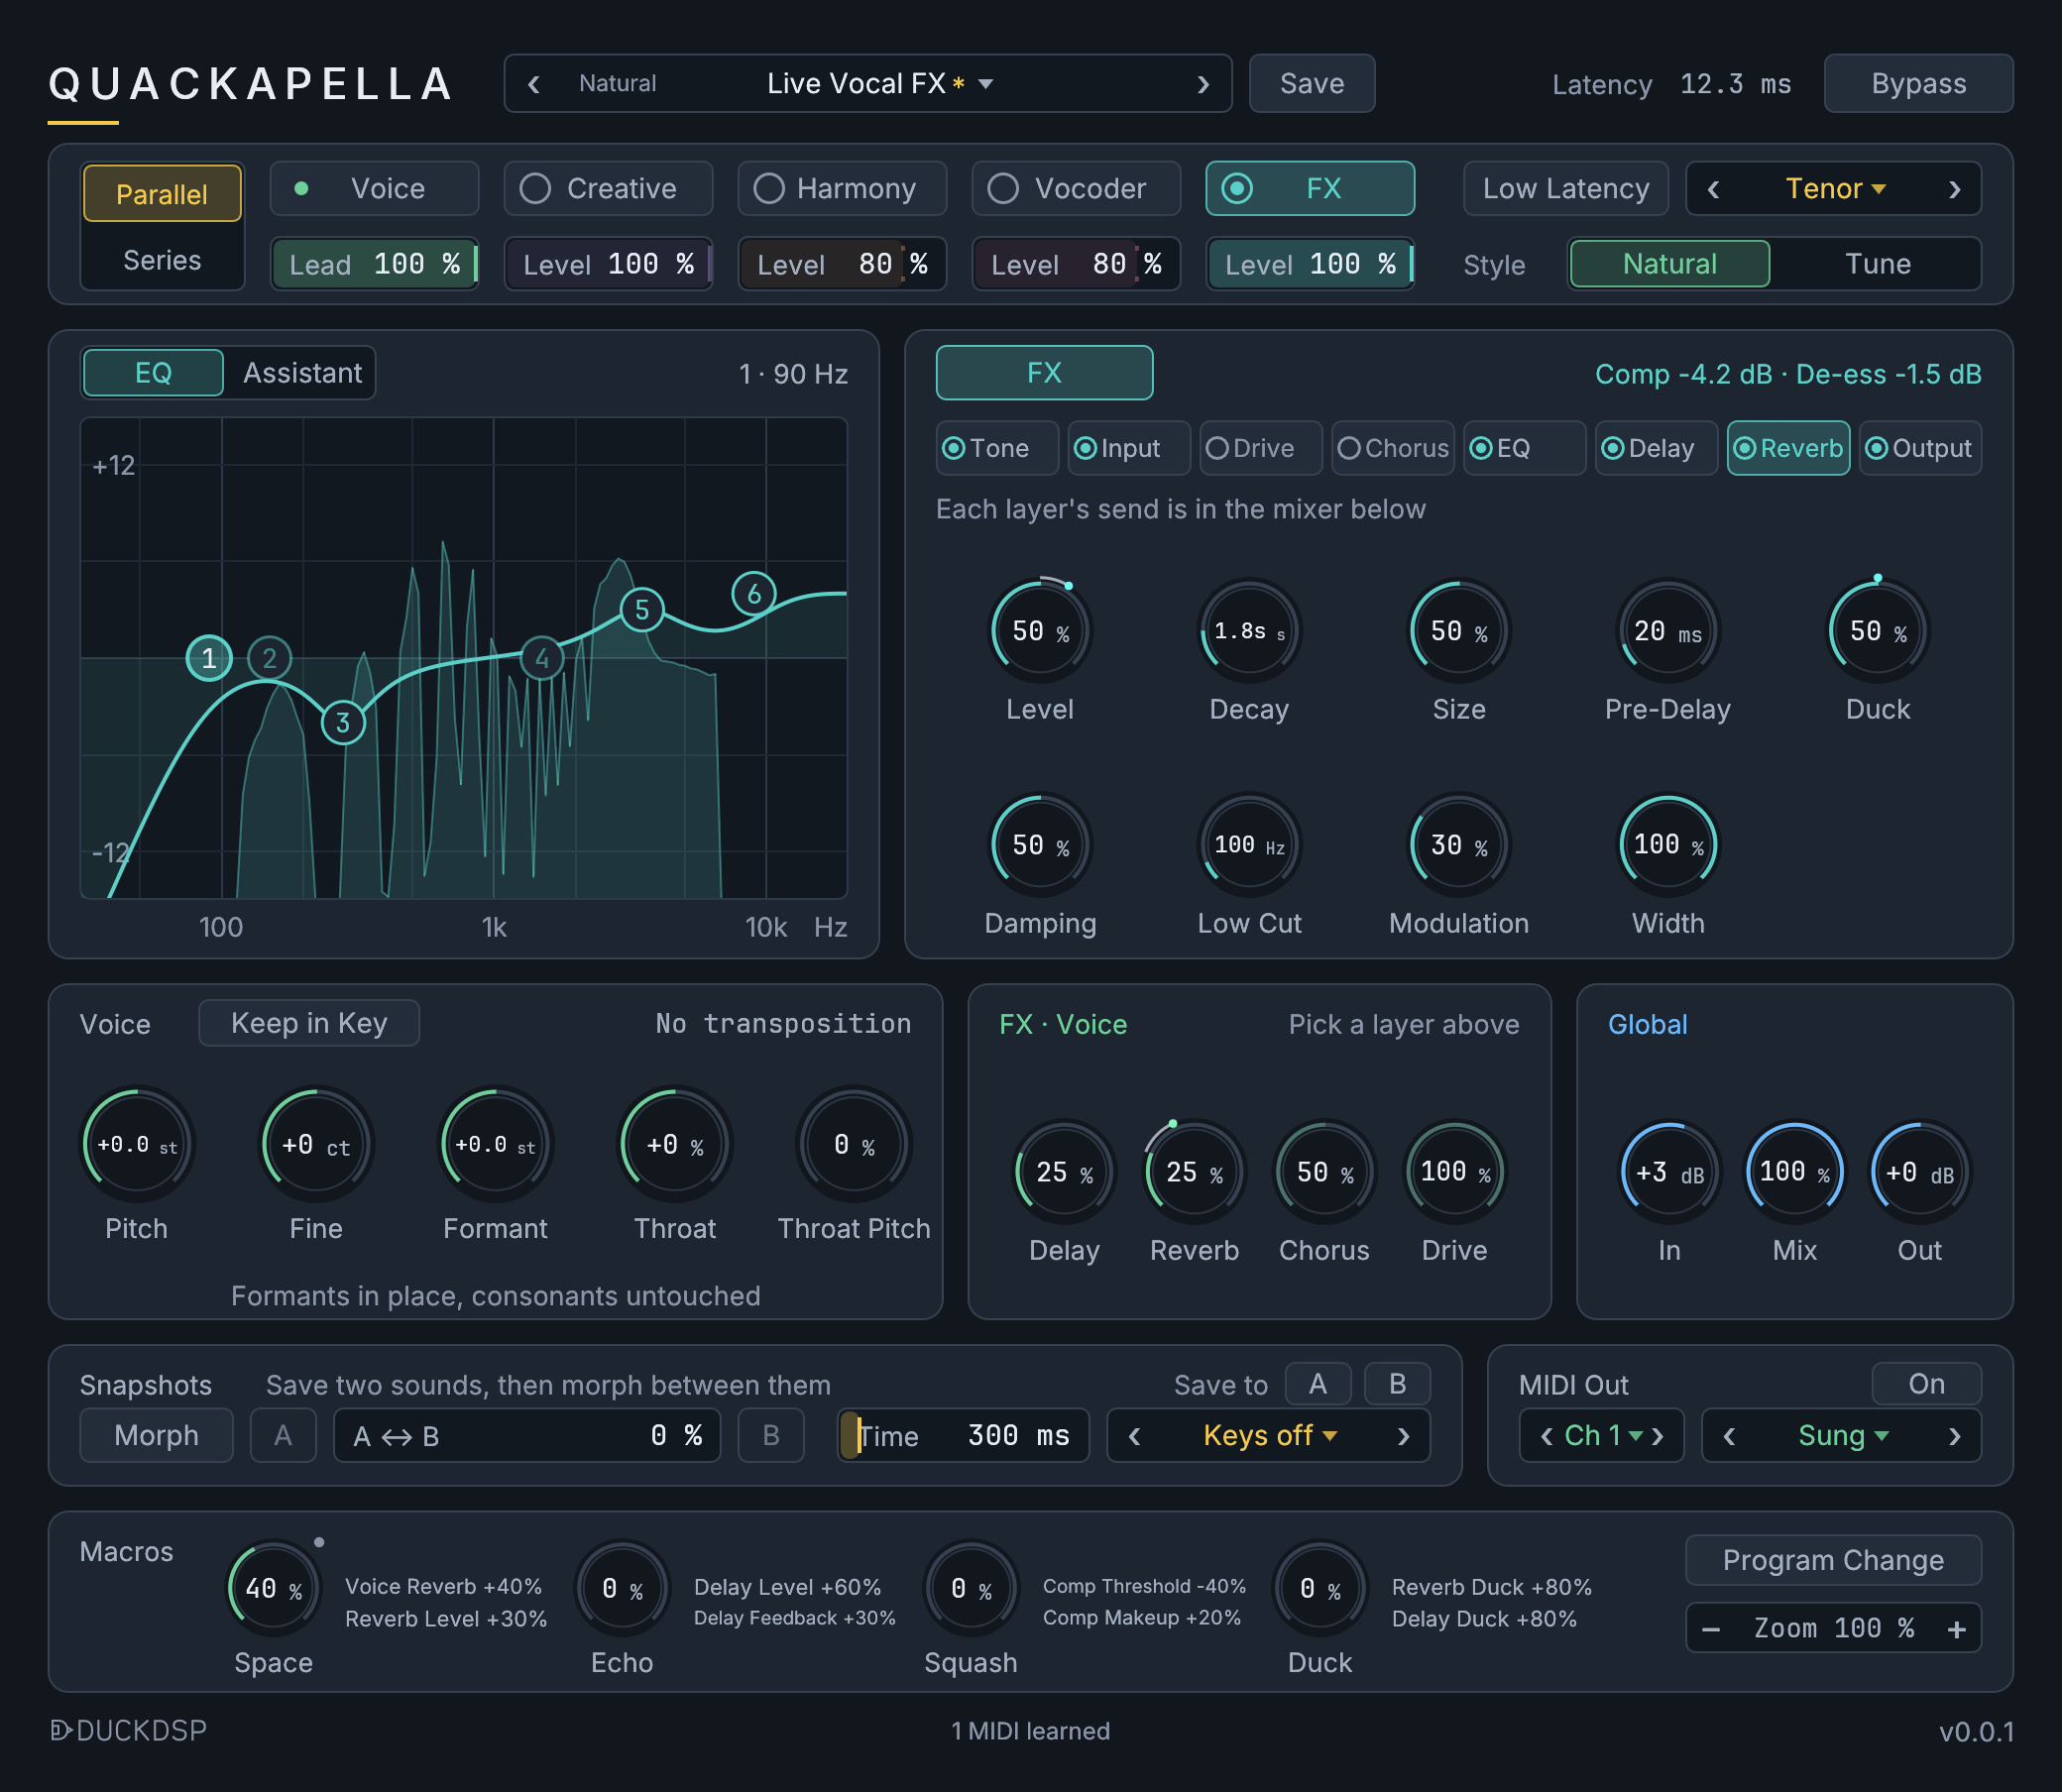 QUACKAPELLA
‹ Natural Live Vocal FX * ›
Save
Latency 12.3 ms
Bypass
Parallel
Voice
Creative
Harmony
Vocoder
FX
Low Latency
‹ Tenor ›
Series
Lead 100 %
Level 100 %
Level 80 %
Level 80 %
Level 100 %
Style
Natural
Tune
EQ
Assistant
1 · 90 Hz
+12
-12
1
2
3
4
5
6
100
1k
10k
Hz
FX
Comp -4.2 dB · De-ess -1.5 dB
Tone
Input
Drive
Chorus
EQ
Delay
Reverb
Output
Each layer's send is in the mixer below
50 %
1.8s s
50 %
20 ms
50 %
Level
Decay
Size
Pre-Delay
Duck
50 %
100 Hz
30 %
100 %
Damping
Low Cut
Modulation
Width
Voice
Keep in Key
No transposition
+0.0 st
+0 ct
+0.0 st
+0 %
0 %
Pitch
Fine
Formant
Throat
Throat Pitch
Formants in place, consonants untouched
FX · Voice
Pick a layer above
25 %
25 %
50 %
100 %
Delay
Reverb
Chorus
Drive
Global
+3 dB
100 %
+0 dB
In
Mix
Out
Snapshots
Save two sounds, then morph between them
Save to
A
B
Morph
A
A ↔ B 0 %
B
Time 300 ms
‹ Keys off ›
MIDI Out
On
‹ Ch 1 ›
‹ Sung ›
Macros
40 %
Space
Voice Reverb +40%
Reverb Level +30%
0 %
Echo
Delay Level +60%
Delay Feedback +30%
0 %
Squash
Comp Threshold -40%
Comp Makeup +20%
0 %
Duck
Reverb Duck +80%
Delay Duck +80%
Program Change
− Zoom 100 % +
DUCKDSP
1 MIDI learned
v0.0.1